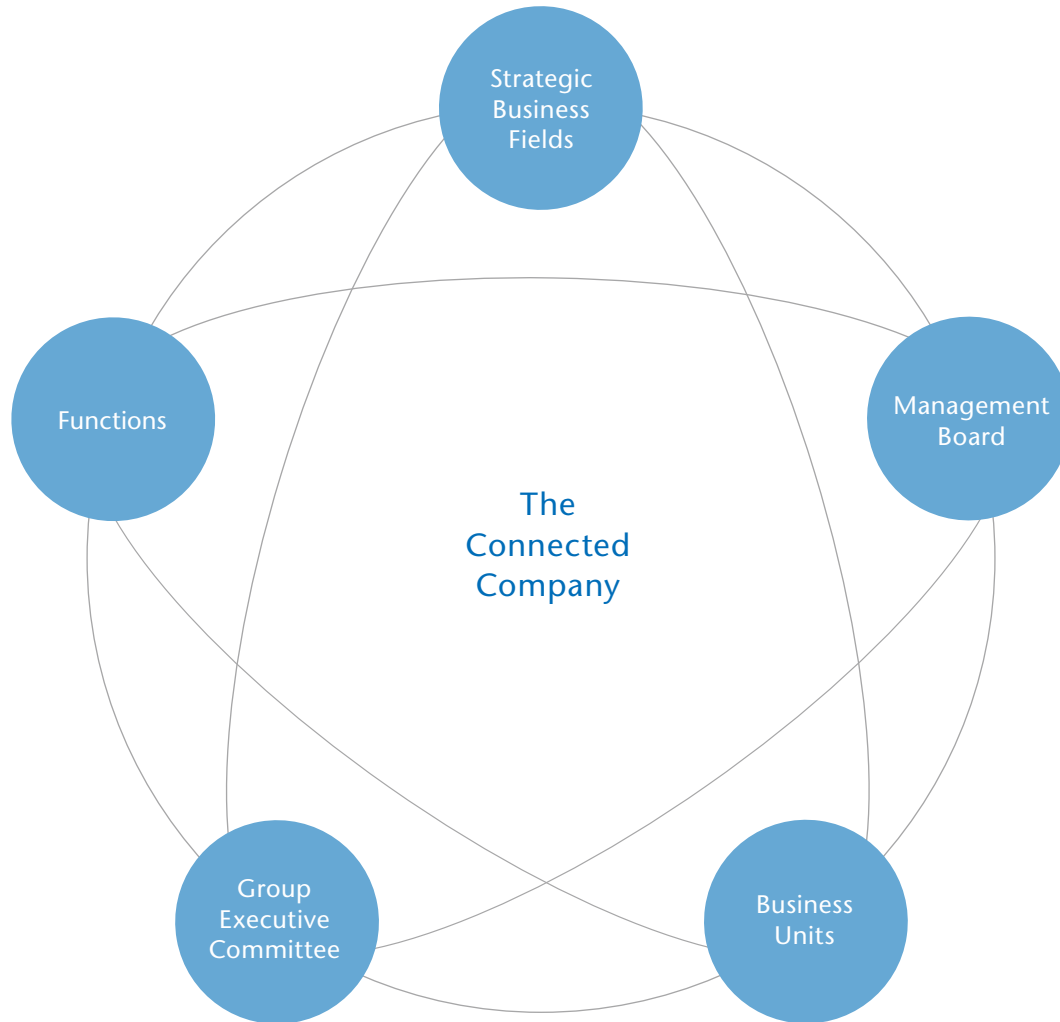 Strategic
Business
Fields
Functions
Management
Board
The
Connected
Company
Group
Executive
Committee
Business
Units